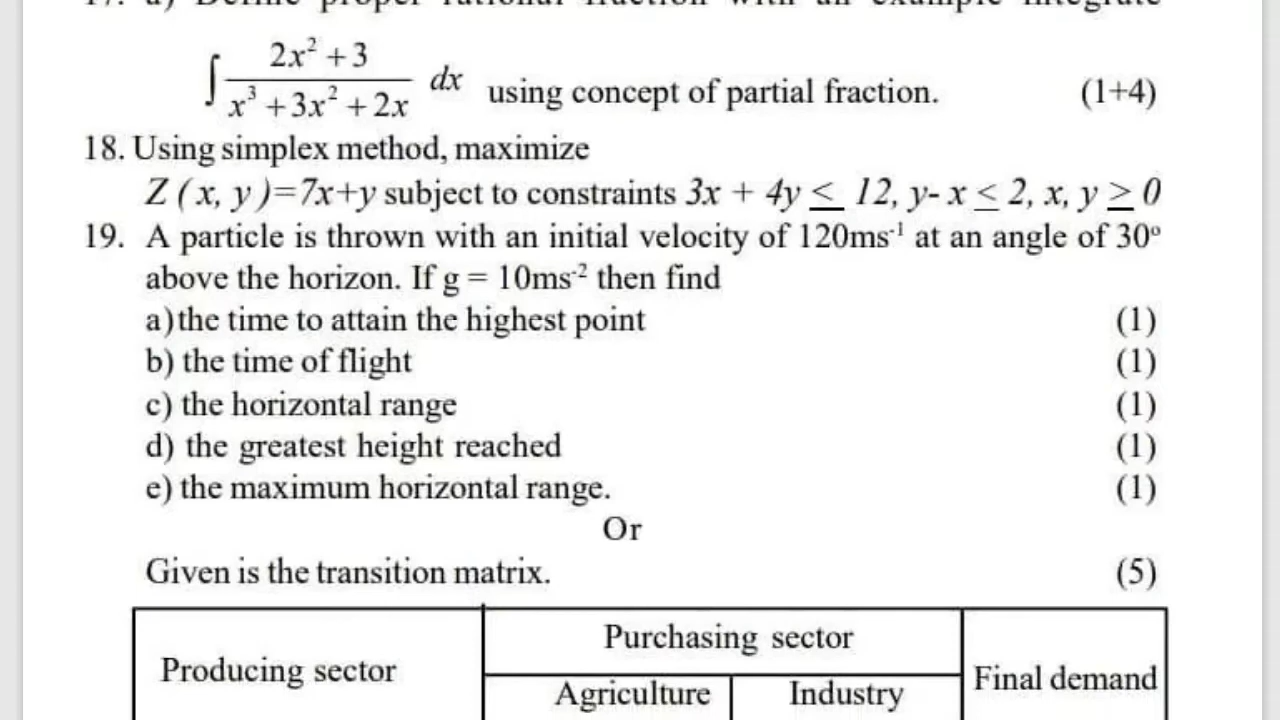 ∫ (2x² + 3)/(x³ + 3x² + 2x) dx using concept of partial fraction. (1+4)
18. Using simplex method, maximize
Z (x, y )=7x+y subject to constraints 3x + 4y ≤ 12, y- x ≤ 2, x, y ≥ 0
19. A particle is thrown with an initial velocity of 120ms⁻¹ at an angle of 30º
above the horizon. If g = 10ms⁻² then find
a)the time to attain the highest point (1)
b) the time of flight (1)
c) the horizontal range (1)
d) the greatest height reached (1)
e) the maximum horizontal range. (1)
Or
Given is the transition matrix. (5)
Purchasing sector
Producing sector Final demand
Agriculture Industry